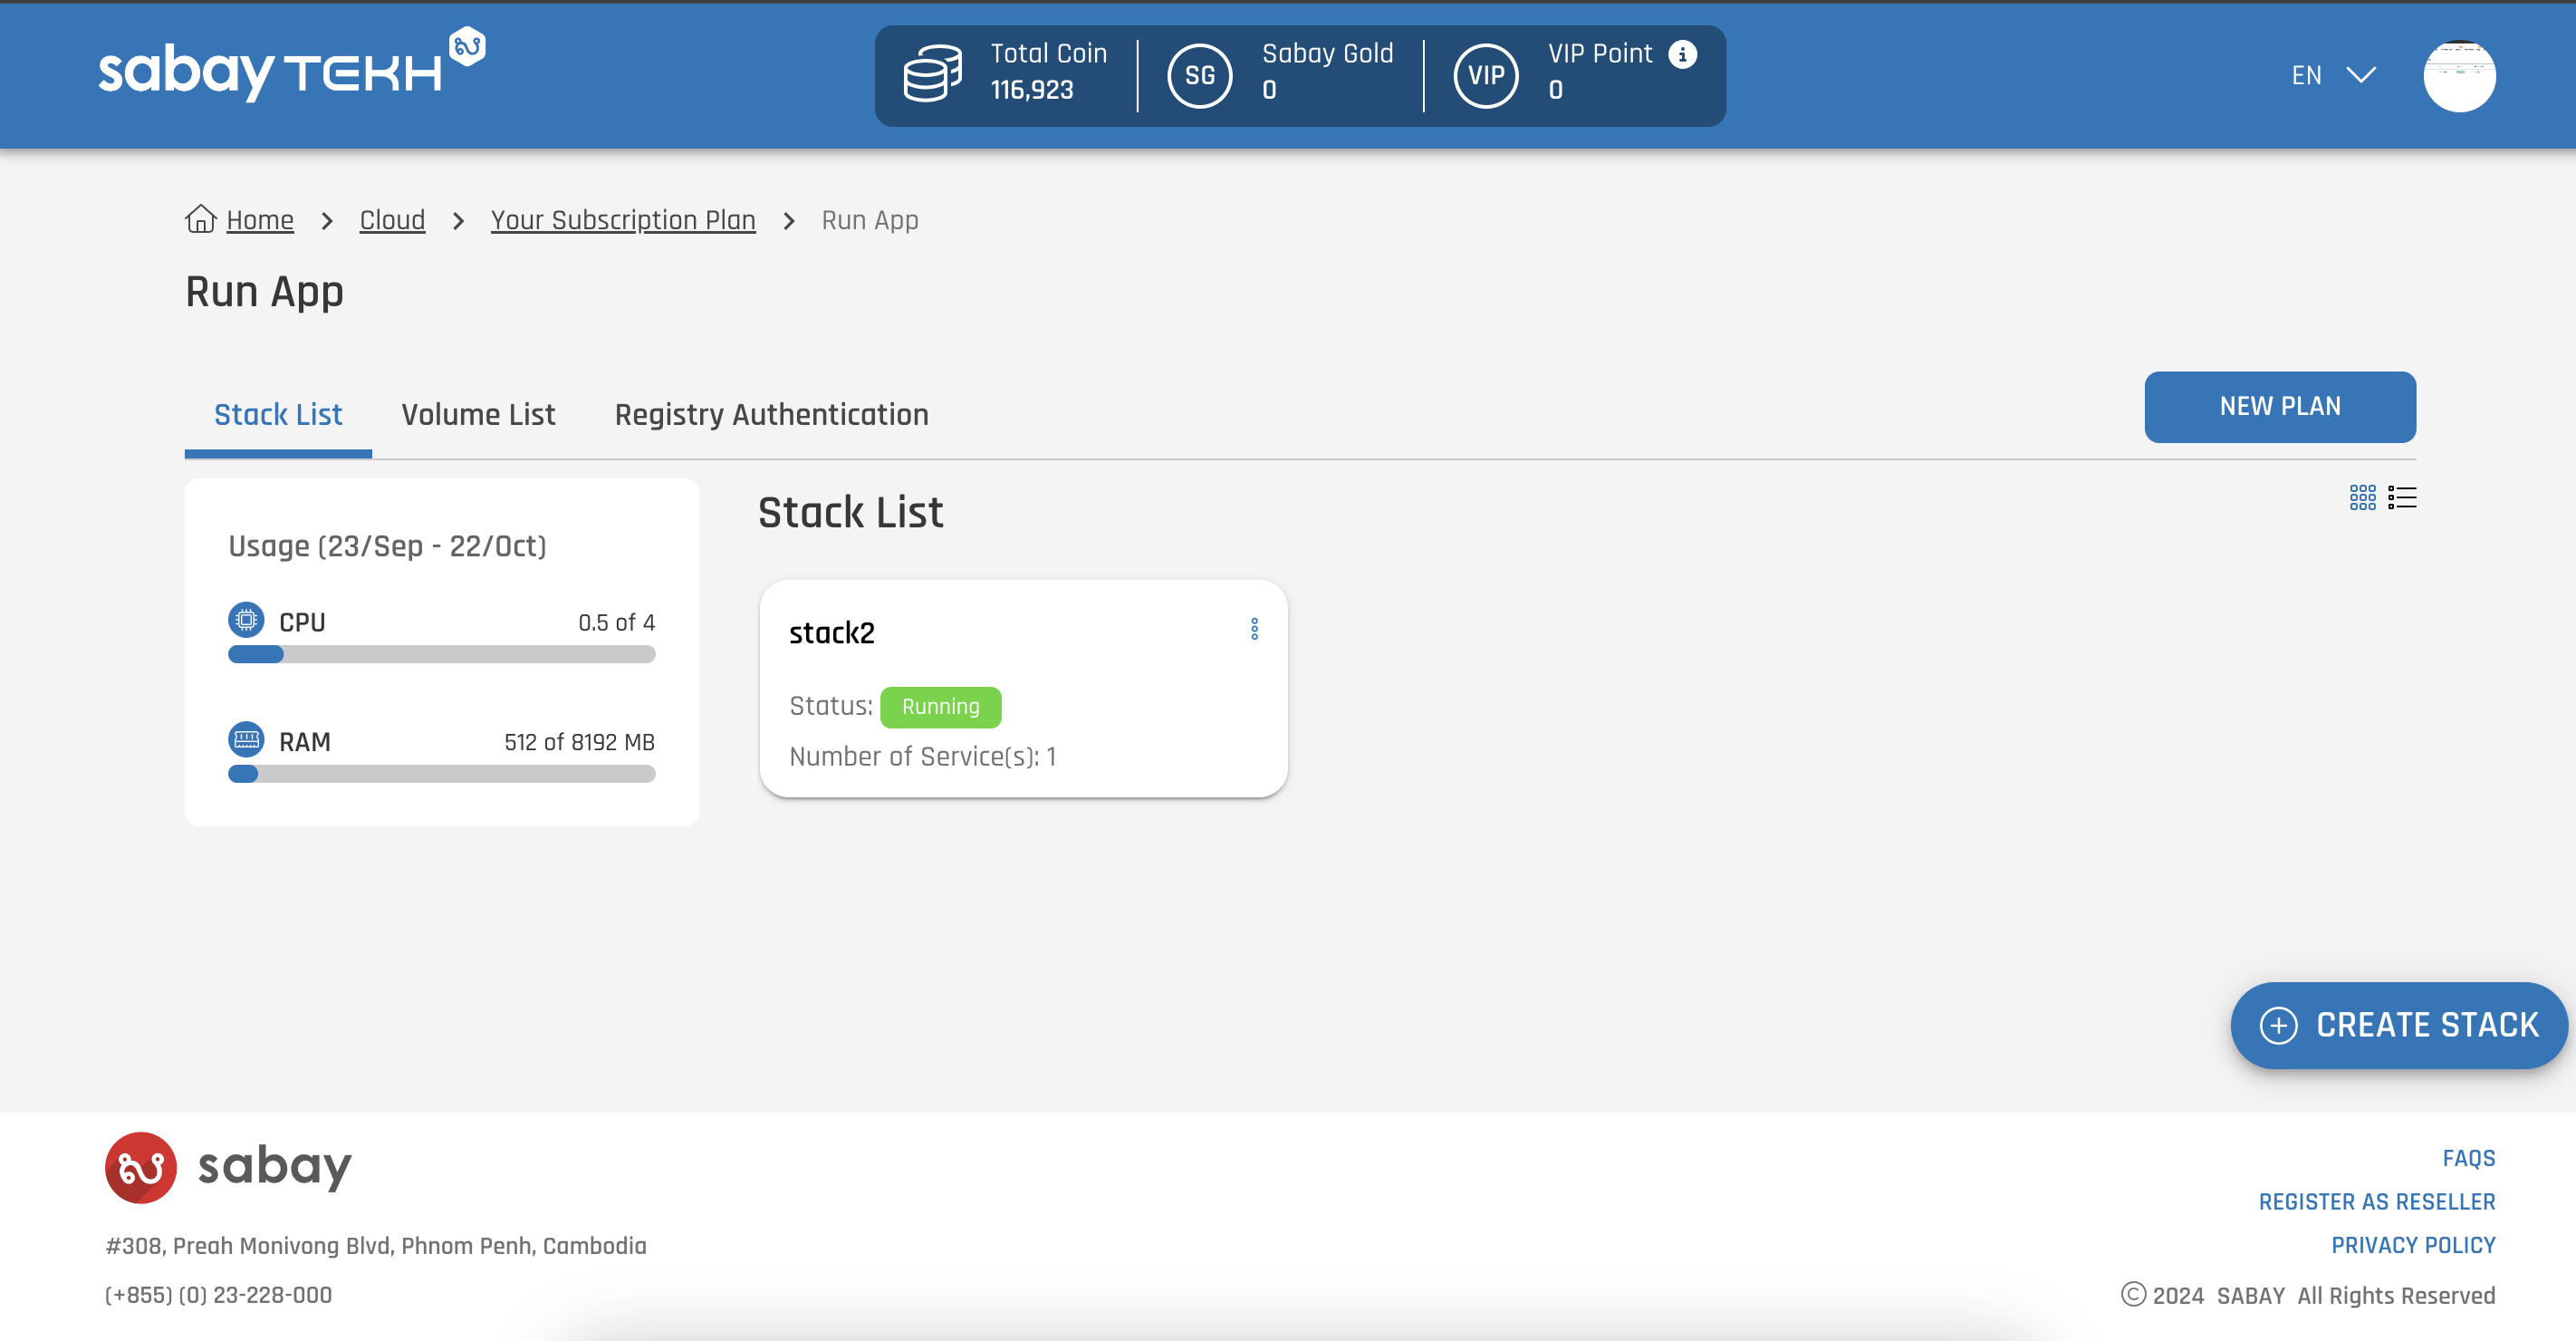 sabay TEKH
Total Coin
116,923
SG
Sabay Gold
0
VIP
VIP Point
0
EN
Home
Cloud
Your Subscription Plan
Run App
Run App
Stack List
Volume List
Registry Authentication
NEW PLAN
Usage (23/Sep - 22/Oct)
CPU
0.5 of 4
RAM
512 of 8192 MB
Stack List
stack2
Status: Running
Number of Service(s): 1
CREATE STACK
sabay
#308, Preah Monivong Blvd, Phnom Penh, Cambodia
(+855) (0) 23-228-000
FAQS
REGISTER AS RESELLER
PRIVACY POLICY
© 2024 SABAY All Rights Reserved